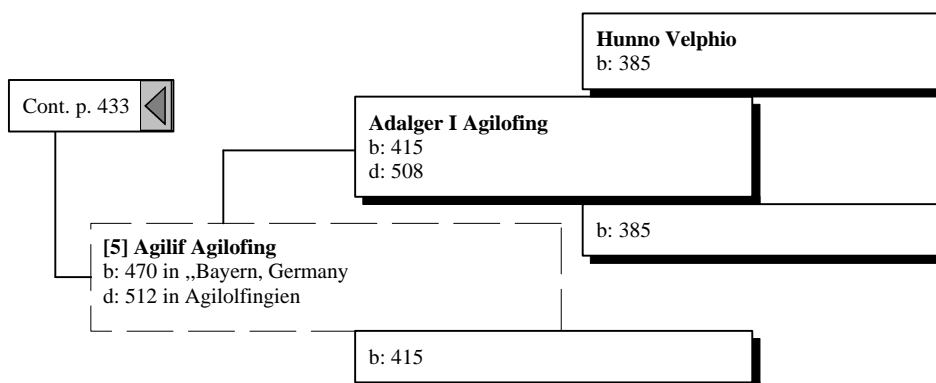 Hunno Velphio
b: 385
Cont. p. 433
Adalger I Agilofing
b: 415
d: 508
b: 385
[5] Agilif Agilofing
b: 470 in ,,Bayern, Germany
d: 512 in Agilolfingien
b: 415